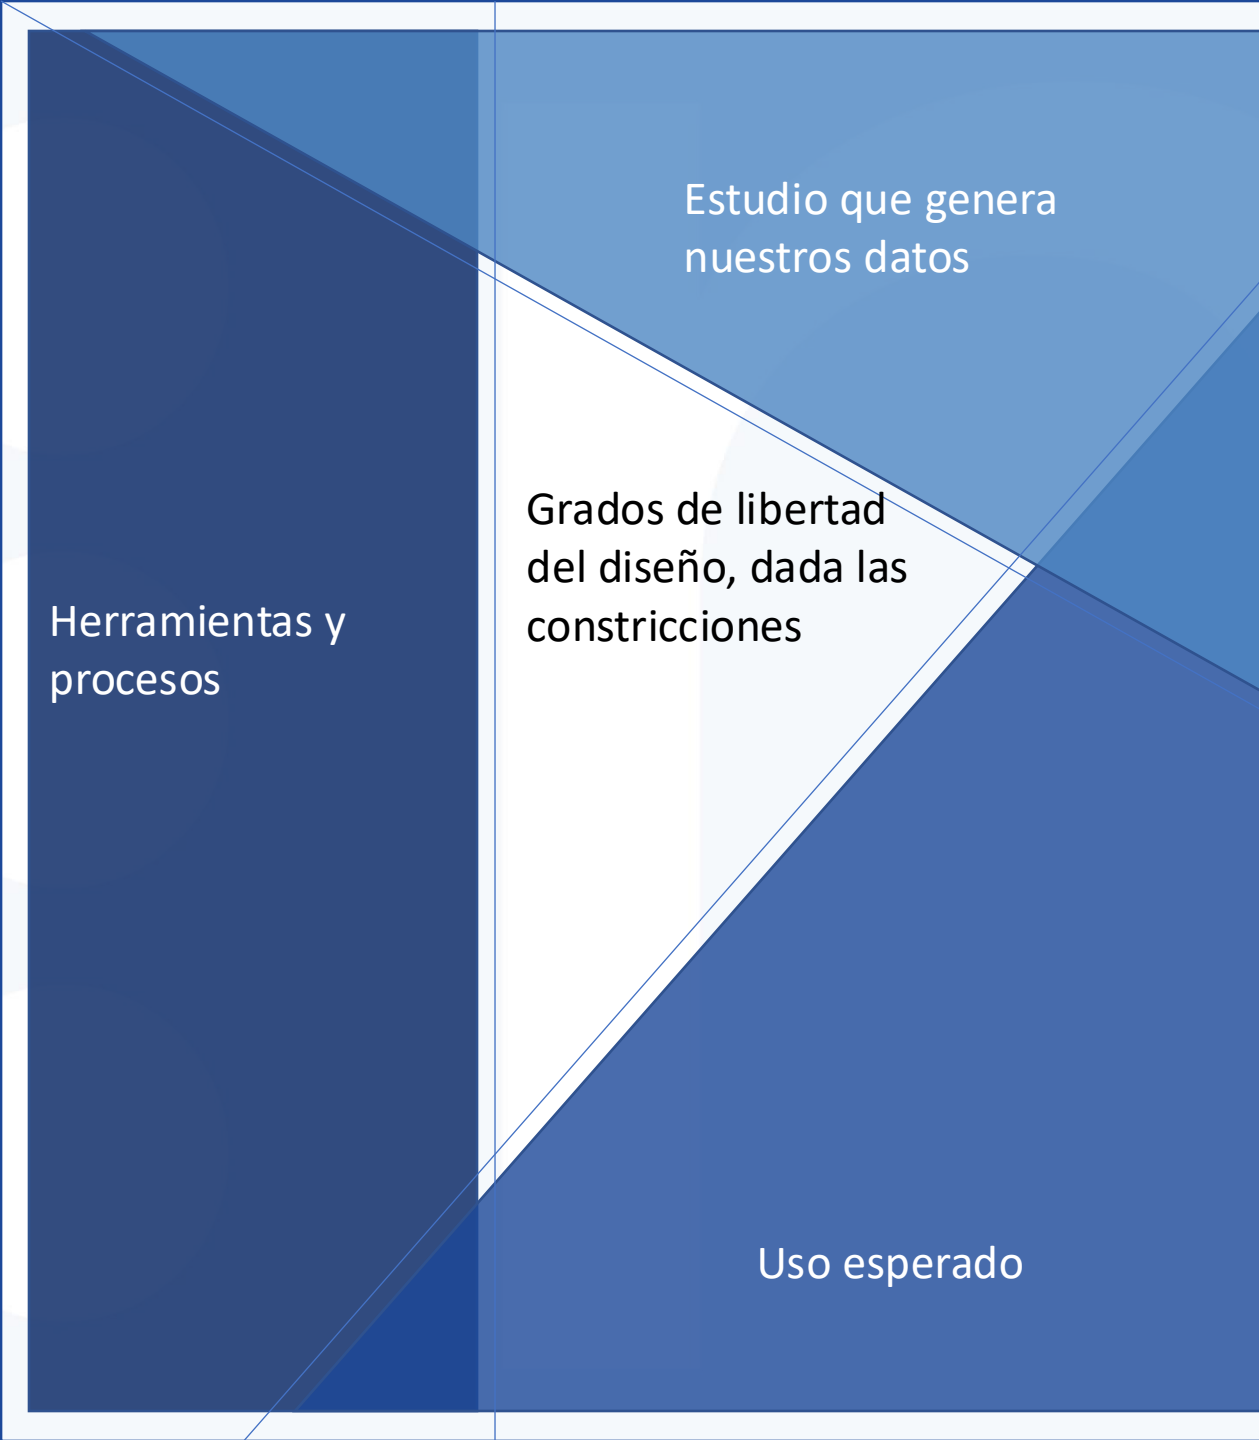 Estudio que genera
nuestros datos
Grados de libertad
del diseño, dada las
constricciones
Herramientas y
procesos
Uso esperado